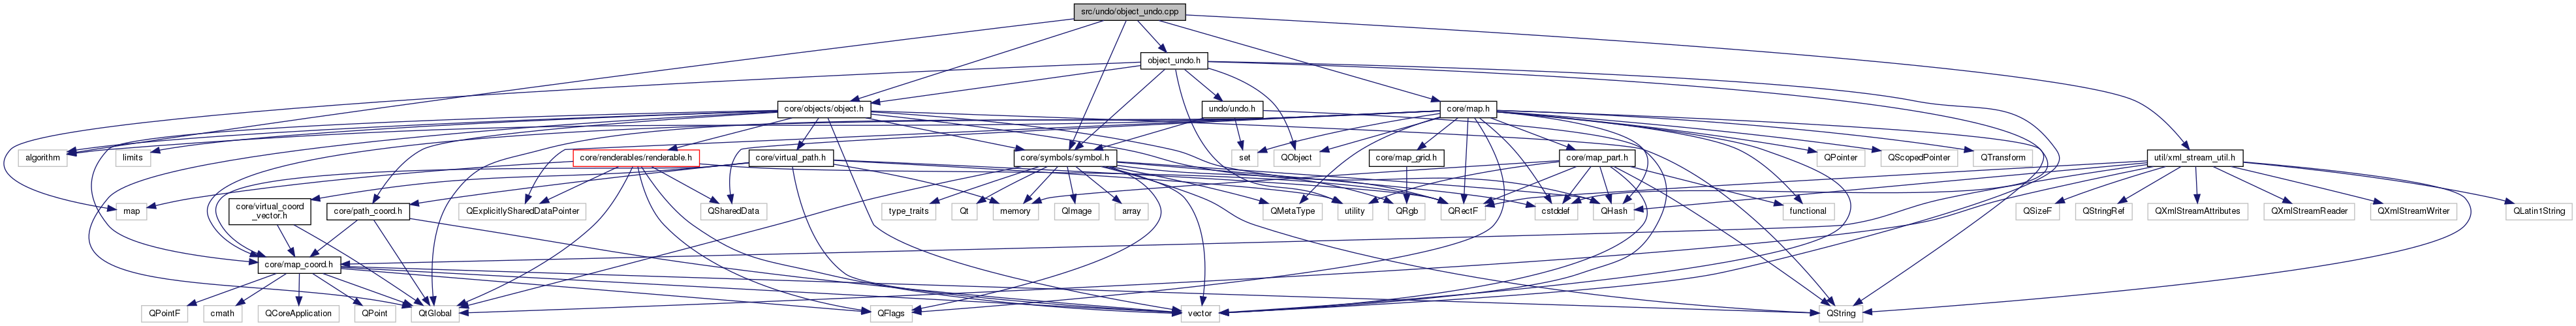 src/undo/object_undo.cpp
object_undo.h
core/objects/object.h
undo/undo.h
core/map.h
algorithm
limits
core/renderables/renderable.h
core/virtual_path.h
core/symbols/symbol.h
set
QObject
core/map_grid.h
core/map_part.h
QPointer
QScopedPointer
QTransform
util/xml_stream_util.h
map
core/virtual_coord
_vector.h
core/path_coord.h
QExplicitlySharedDataPointer
QSharedData
type_traits
Qt
memory
QImage
array
QMetaType
utility
QRgb
QRectF
cstddef
QHash
functional
QSizeF
QStringRef
QXmlStreamAttributes
QXmlStreamReader
QXmlStreamWriter
QLatin1String
core/map_coord.h
QPointF
cmath
QCoreApplication
QPoint
QtGlobal
QFlags
vector
QString